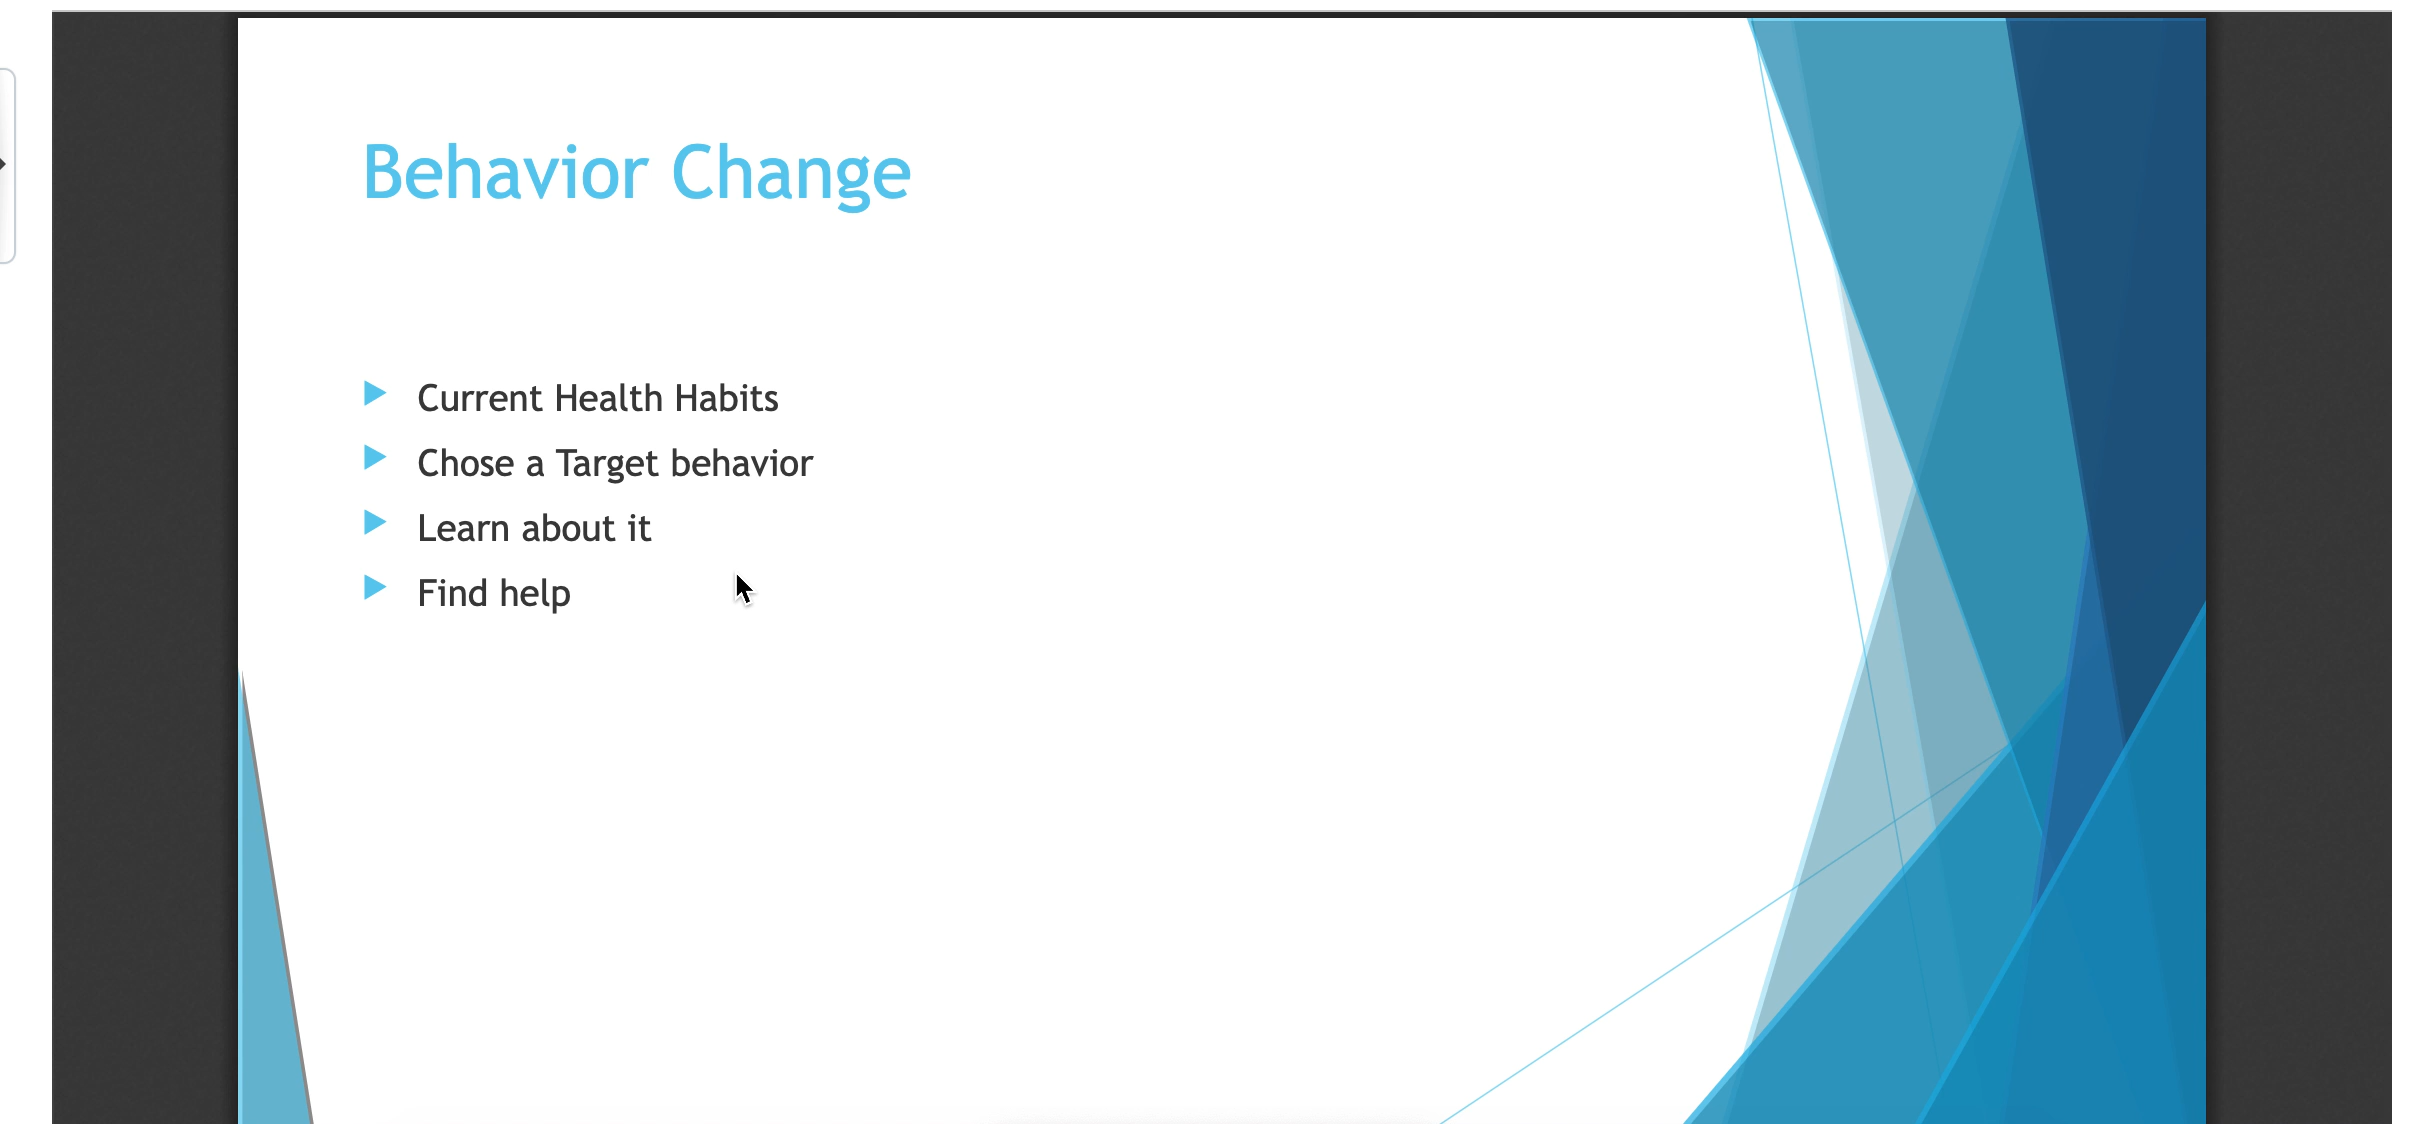 Behavior Change
Current Health Habits
Chose a Target behavior
Learn about it
Find help